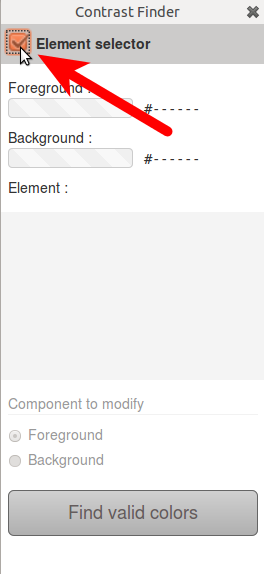 Contrast Finder
Element selector
Foreground :
#------
Background :
#------
Element :
Component to modify
Foreground
Background
Find valid colors